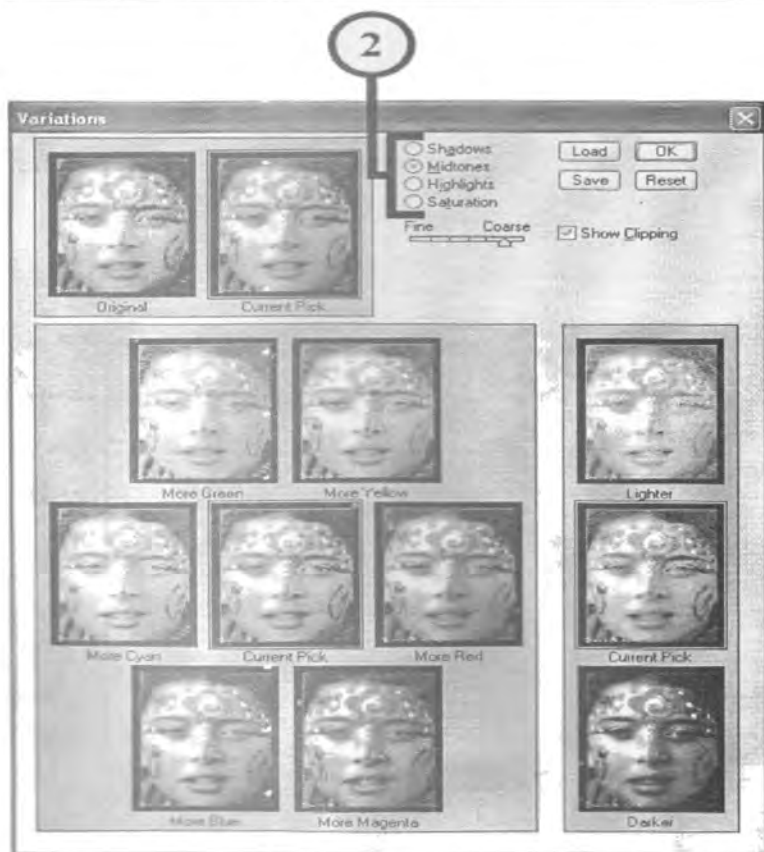 2
Variations
Shadows
Midtones
Highlights
Saturation
Load OK
Save Reset
Fine Coarse
Show Clipping
Original Current Pick
More Green More Yellow
Lighter
More Cyan Current Pick More Red
Current Pick
More Blue More Magenta
Darker